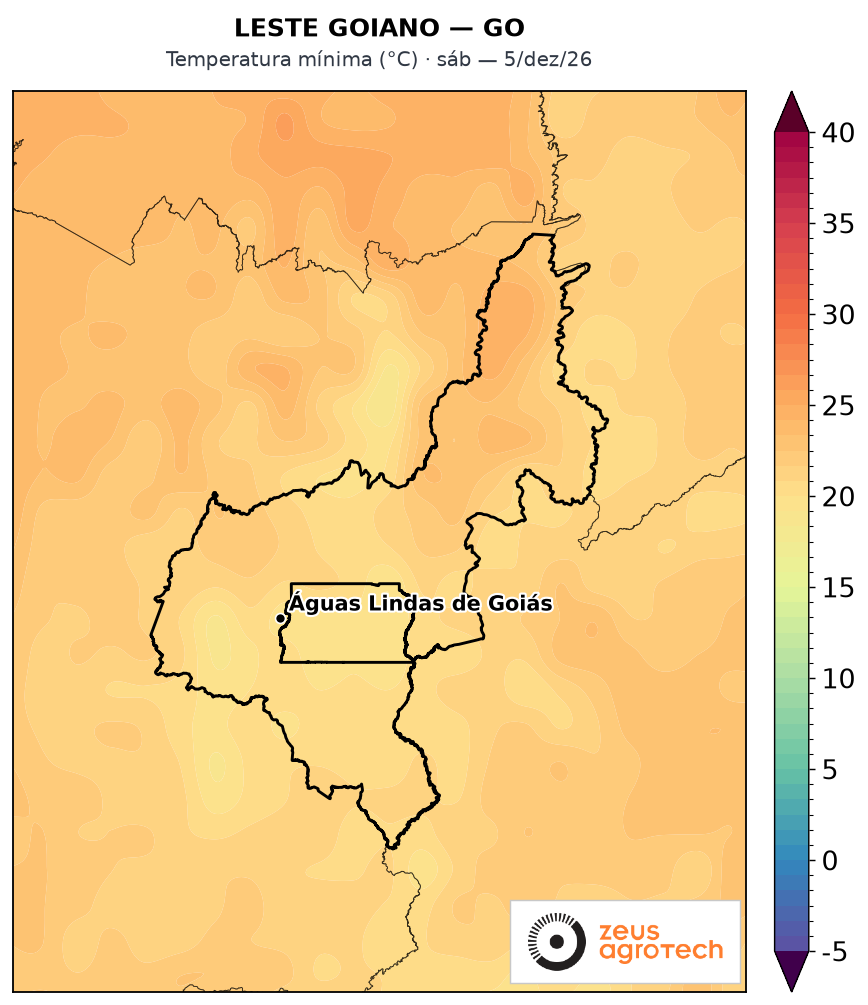 LESTE GOIANO — GO
Temperatura mínima (°C) · sáb — 5/dez/26
40
35
30
25
20
15
10
5
0
-5
Águas Lindas de Goiás
zeus
agrotech